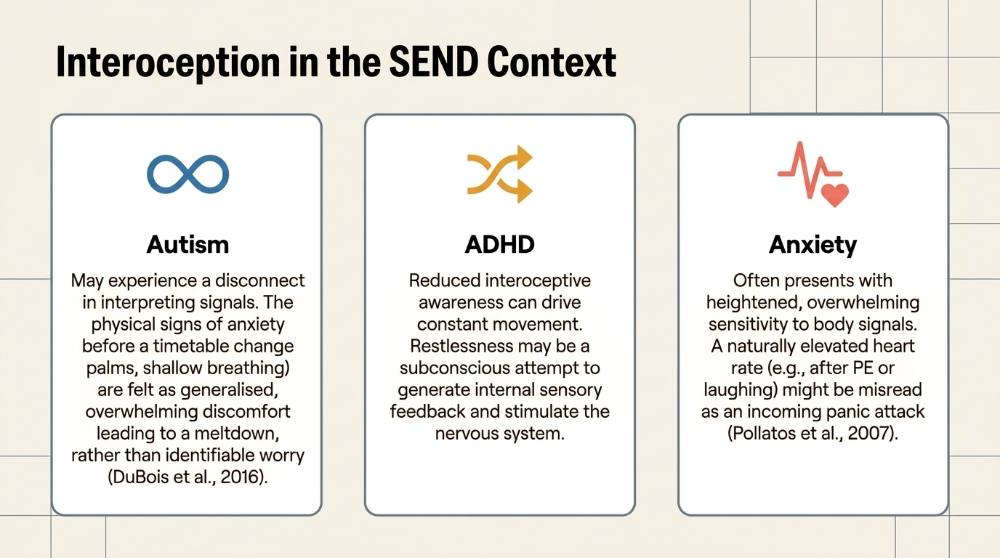 Interoception in the SEND Context
Autism
May experience a disconnect
in interpreting signals. The
physical signs of anxiety
before a timetable change
palms, shallow breathing)
are felt as generalised,
overwhelming discomfort
leading to a meltdown,
rather than identifiable worry
(DuBois et al., 2016).
ADHD
Reduced interoceptive
awareness can drive
constant movement.
Restlessness may be a
subconscious attempt to
generate internal sensory
feedback and stimulate the
nervous system.
Anxiety
Often presents with
heightened, overwhelming
sensitivity to body signals.
A naturally elevated heart
rate (e.g., after PE or
laughing) might be misread
as an incoming panic attack
(Pollatos et al., 2007).